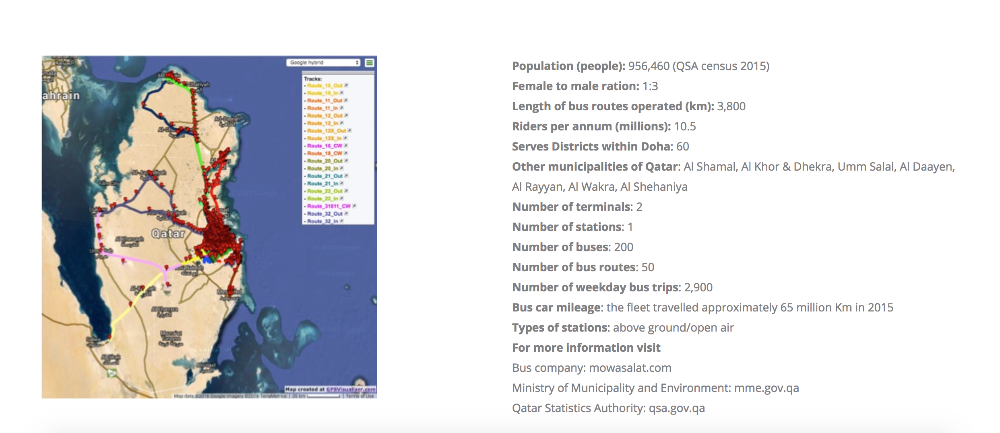 ahrain
Google hybrid
Tracks:
- Route_10_Out
- Route_10_In
- Route_11_Out
- Route_11_In
- Route_12_Out
- Route_12_In
- Route_12X_Out
- Route_12X_In
- Route_16_CW
- Route_18_CW
- Route_20_Out
- Route_20_In
- Route_21_Out
- Route_21_In
- Route_22_Out
- Route_22_In
- Route_31011_CW
- Route_32_Out
- Route_32_In
Qatar
Map created at GPSVisualizer.com
Map data ©2016 Google Imagery ©2016 TerraMetrics
20 km
Terms of Use
Population (people): 956,460 (QSA census 2015)
Female to male ration: 1:3
Length of bus routes operated (km): 3,800
Riders per annum (millions): 10.5
Serves Districts within Doha: 60
Other municipalities of Qatar: Al Shamal, Al Khor & Dhekra, Umm Salal, Al Daayen,
Al Rayyan, Al Wakra, Al Shehaniya
Number of terminals: 2
Number of stations: 1
Number of buses: 200
Number of bus routes: 50
Number of weekday bus trips: 2,900
Bus car mileage: the fleet travelled approximately 65 million Km in 2015
Types of stations: above ground/open air
For more information visit
Bus company: mowasalat.com
Ministry of Municipality and Environment: mme.gov.qa
Qatar Statistics Authority: qsa.gov.qa